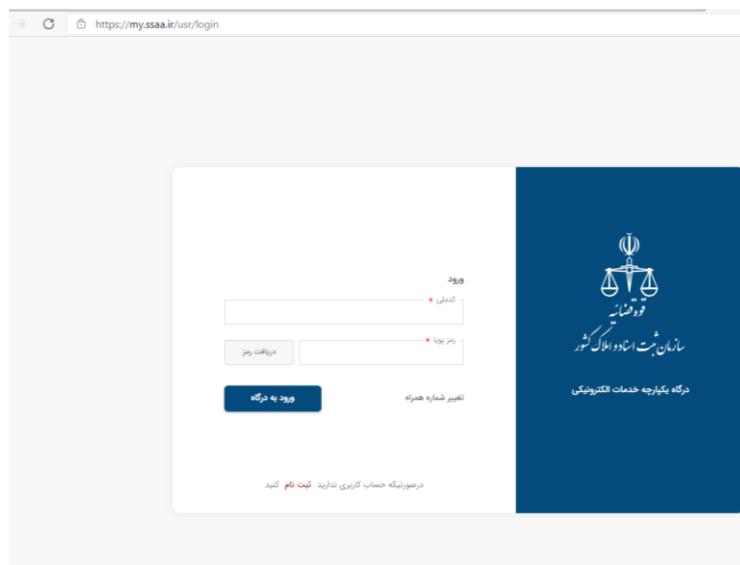 https://my.ssaa.ir/usr/login
قوه قضائیه
سازمان ثبت اسناد و املاک کشور
درگاه یکپارچه خدمات الکترونیکی
ورود
کدملی *
رمز پویا *
دریافت رمز
تغییر شماره همراه
ورود به درگاه
درصورتیکه حساب کاربری ندارید ثبت نام کنید